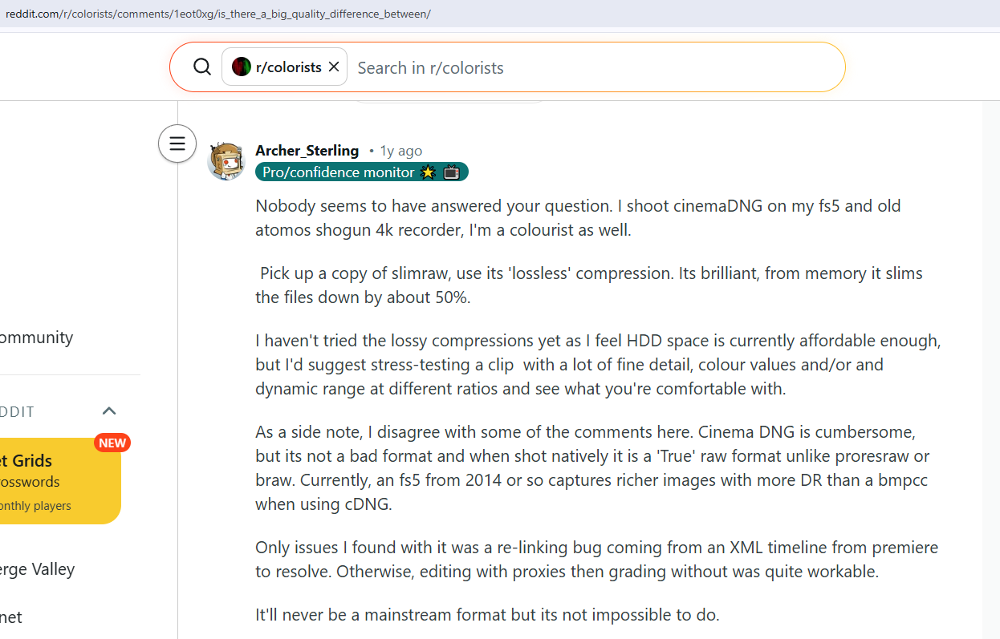 reddit.com/r/colorists/comments/1eot0xg/is_there_a_big_quality_difference_between/
r/colorists Search in r/colorists
Archer_Sterling • 1y ago
Pro/confidence monitor 🌟 📺
Nobody seems to have answered your question. I shoot cinemaDNG on my fs5 and old
atomos shogun 4k recorder, I'm a colourist as well.
Pick up a copy of slimraw, use its 'lossless' compression. Its brilliant, from memory it slims
the files down by about 50%.
I haven't tried the lossy compressions yet as I feel HDD space is currently affordable enough,
but I'd suggest stress-testing a clip  with a lot of fine detail, colour values and/or and
dynamic range at different ratios and see what you're comfortable with.
As a side note, I disagree with some of the comments here. Cinema DNG is cumbersome,
but its not a bad format and when shot natively it is a 'True' raw format unlike proresraw or
braw. Currently, an fs5 from 2014 or so captures richer images with more DR than a bmpcc
when using cDNG.
Only issues I found with it was a re-linking bug coming from an XML timeline from premiere
to resolve. Otherwise, editing with proxies then grading without was quite workable.
It'll never be a mainstream format but its not impossible to do.
ommunity
DDIT
NEW
et Grids
rosswords
onthly players
erge Valley
net